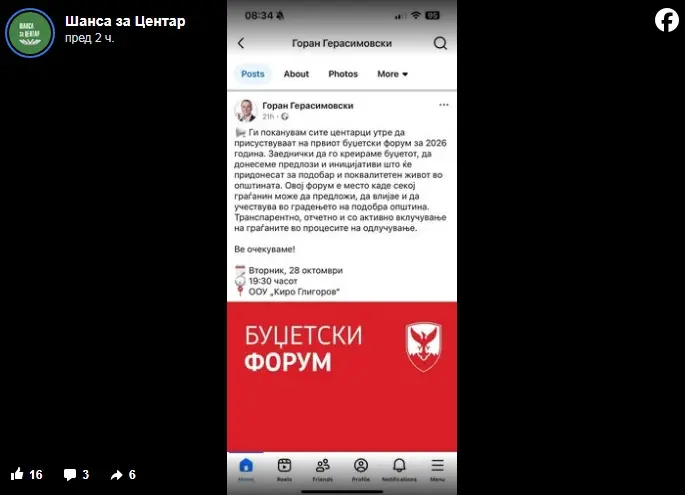 Шанса за Центар
пред 2 ч.
ШАНСА
за ЦЕНТАР
08:34
95
Горан Герасимовски
Posts
About
Photos
More
Горан Герасимовски
21h
Ги поканувам сите центарци утре да
присуствуваат на првиот буџетски форум за 2026
година. Заеднички да го креираме буџетот, да
донесеме предлози и иницијативи што ќе
придонесат за подобар и поквалитетен живот во
општината. Овој форум е место каде секој
граѓанин може да предложи, да влијае и да
учествува во градењето на подобра општина.
Транспарентно, отчетно и со активно вклучување
на граѓаните во процесите на одлучување.
Ве очекуваме!
Вторник, 28 октомври
19:30 часот
ООУ „Киро Глигоров“
БУЏЕТСКИ
ФОРУМ
Home
Reels
Friends
Profile
Notifications
Menu
16
3
6